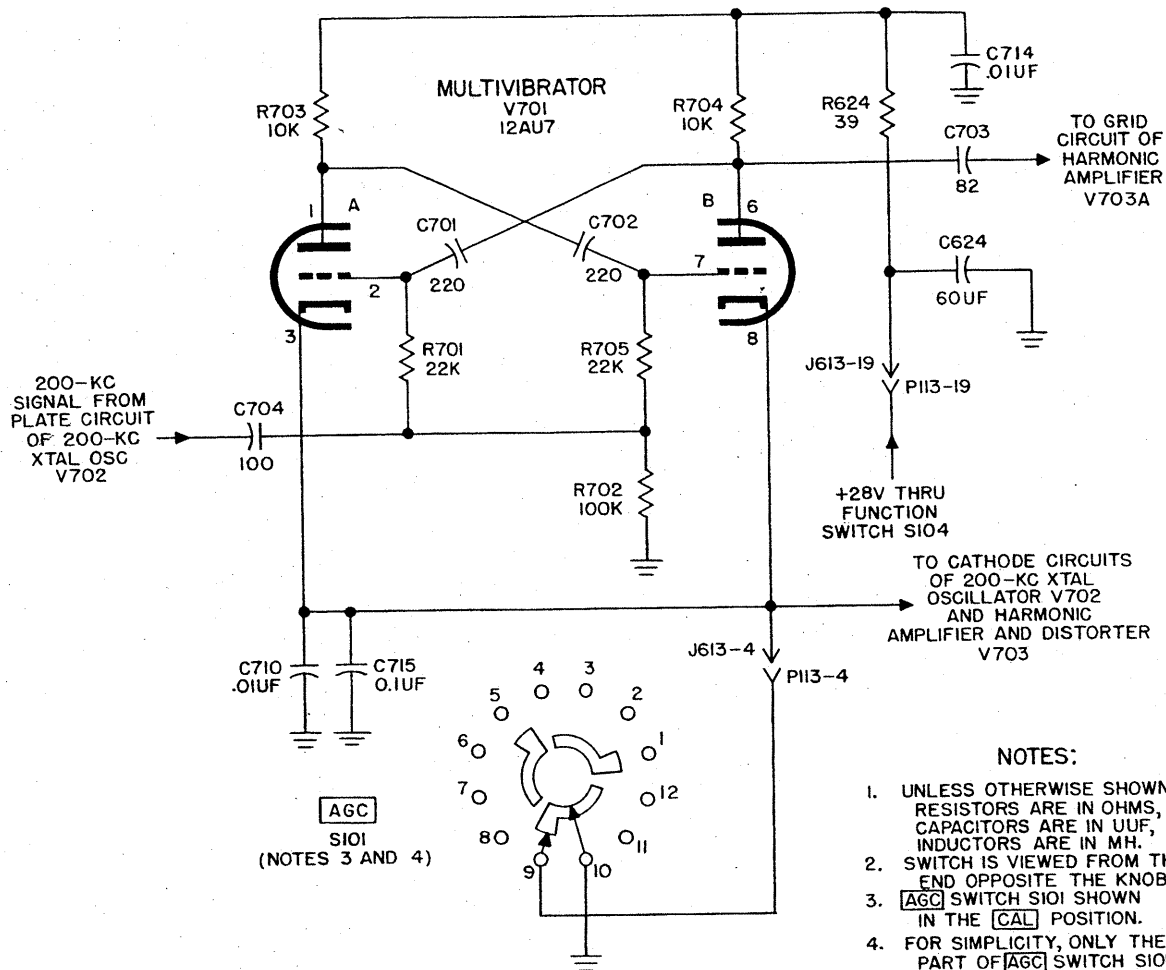 C714
.01UF
MULTIVIBRATOR
V701
12AU7
R703
10K
R704
10K
R624
39
C703
82
TO GRID
CIRCUIT OF
HARMONIC
AMPLIFIER
V703A
1
A
C701
220
C702
220
B
6
2
7
3
8
C624
60UF
R701
22K
R705
22K
J613-19
P113-19
200-KC
SIGNAL FROM
PLATE CIRCUIT
OF 200-KC
XTAL OSC
V702
C704
100
R702
100K
+28V THRU
FUNCTION
SWITCH S104
TO CATHODE CIRCUITS
OF 200-KC XTAL
OSCILLATOR V702
AND HARMONIC
AMPLIFIER AND DISTORTER
V703
C710
.01UF
C715
0.1UF
J613-4
P113-4
4
3
5
2
6
1
7
12
8
11
9
10
AGC
S101
(NOTES 3 AND 4)
NOTES:
1. UNLESS OTHERWISE SHOWN
RESISTORS ARE IN OHMS,
CAPACITORS ARE IN UUF,
INDUCTORS ARE IN MH.
2. SWITCH IS VIEWED FROM
END OPPOSITE THE KNOB
3. AGC SWITCH S101 SHOWN
IN THE CAL POSITION.
4. FOR SIMPLICITY, ONLY THE
PART OF AGC SWITCH